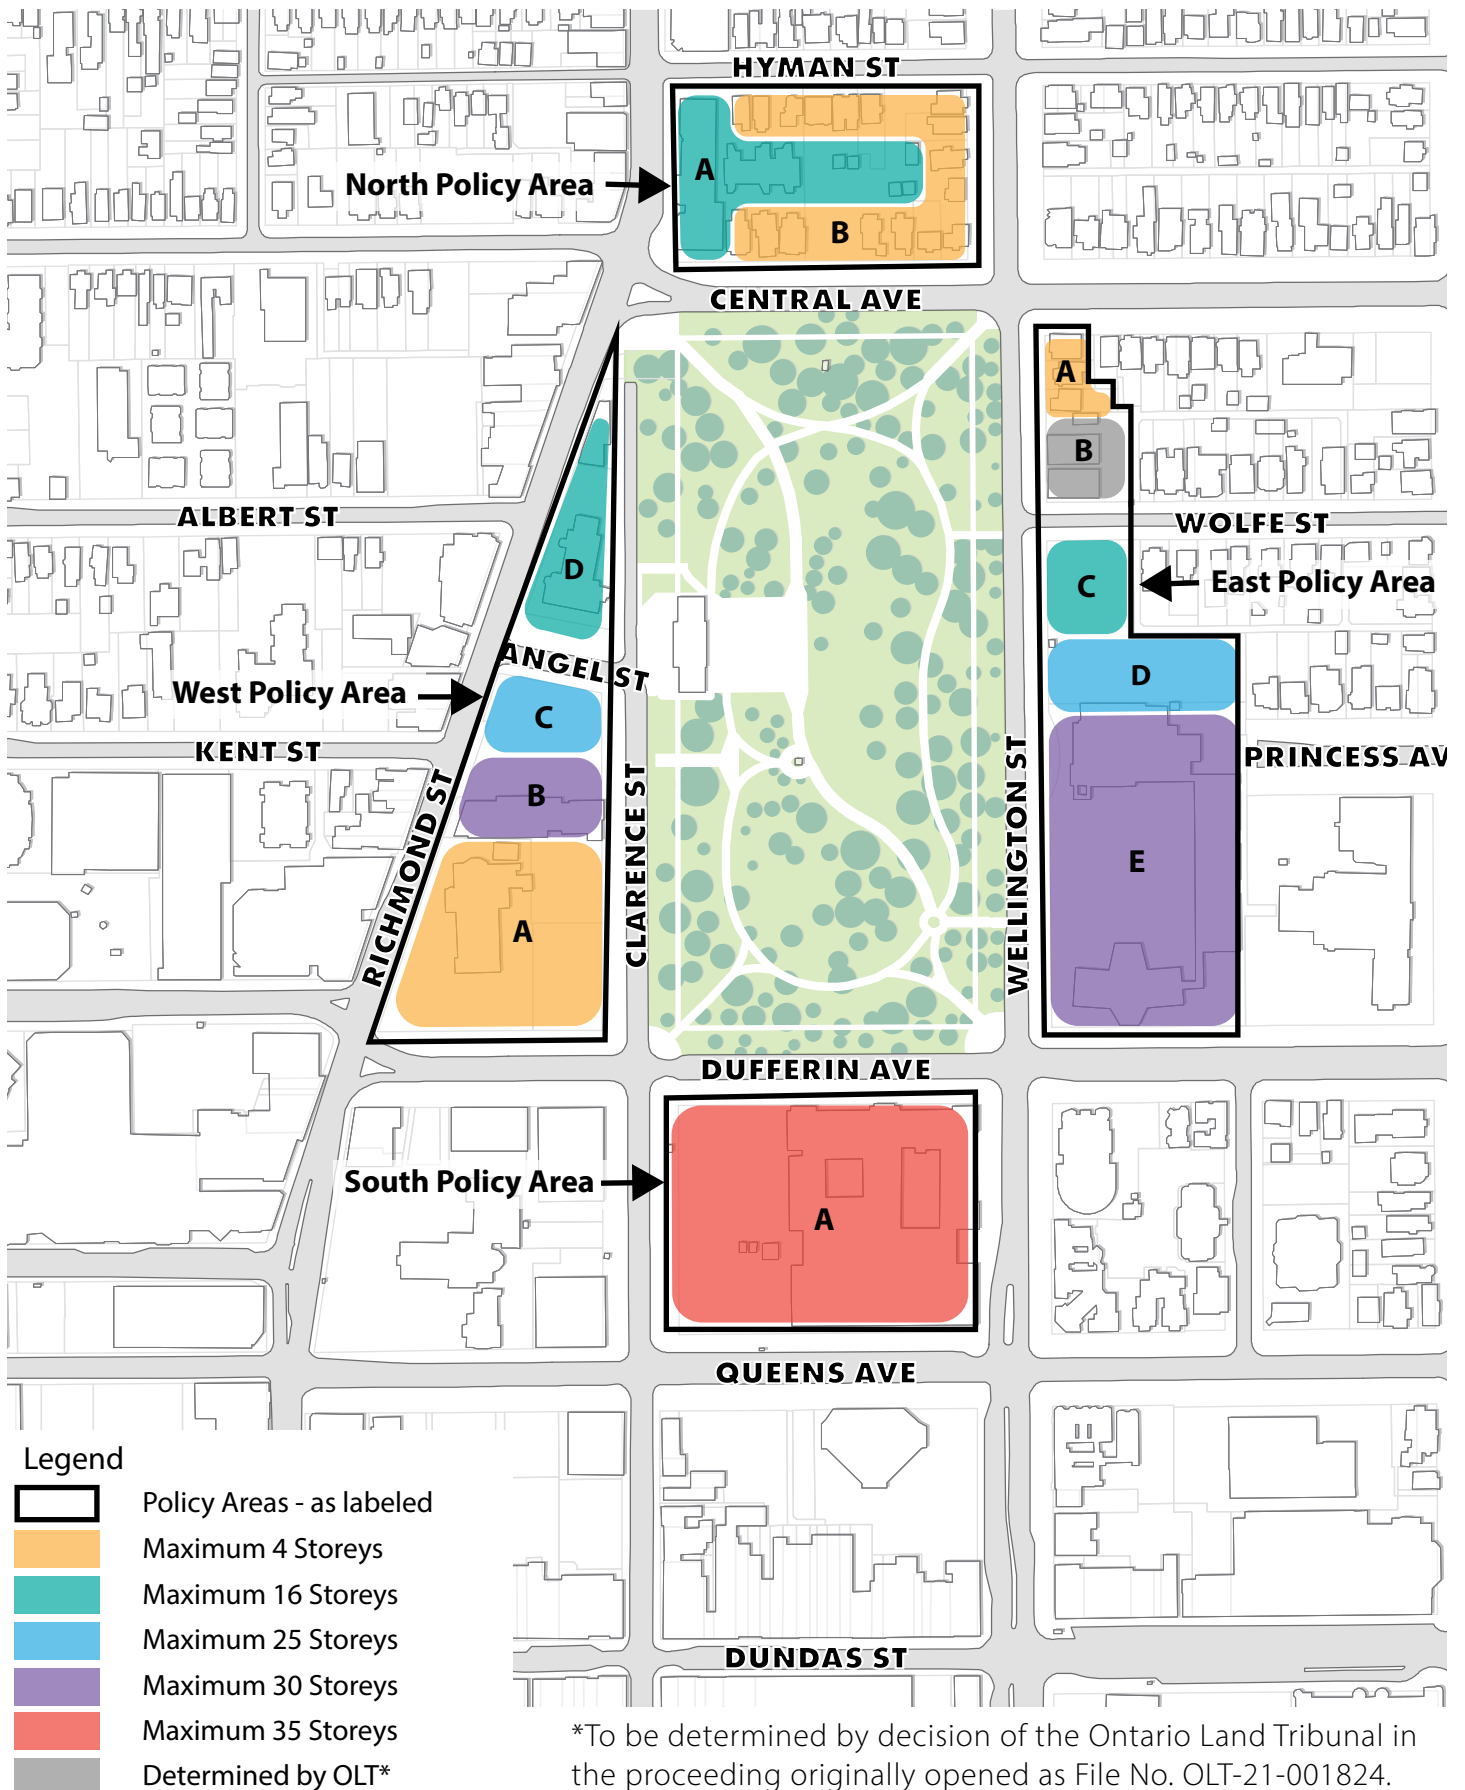 HYMAN ST
A
North Policy Area
B
CENTRAL AVE
A
B
ALBERT ST
WOLFE ST
D
C
East Policy Area
ANGEL ST
D
West Policy Area
C
KENT ST
PRINCESS AV
B
RICHMOND ST
CLARENCE ST
WELLINGTON ST
E
A
DUFFERIN AVE
South Policy Area
A
QUEENS AVE
Legend
Policy Areas - as labeled
Maximum 4 Storeys
Maximum 16 Storeys
Maximum 25 Storeys
Maximum 30 Storeys
Maximum 35 Storeys
Determined by OLT*
DUNDAS ST
*To be determined by decision of the Ontario Land Tribunal in
the proceeding originally opened as File No. OLT-21-001824.